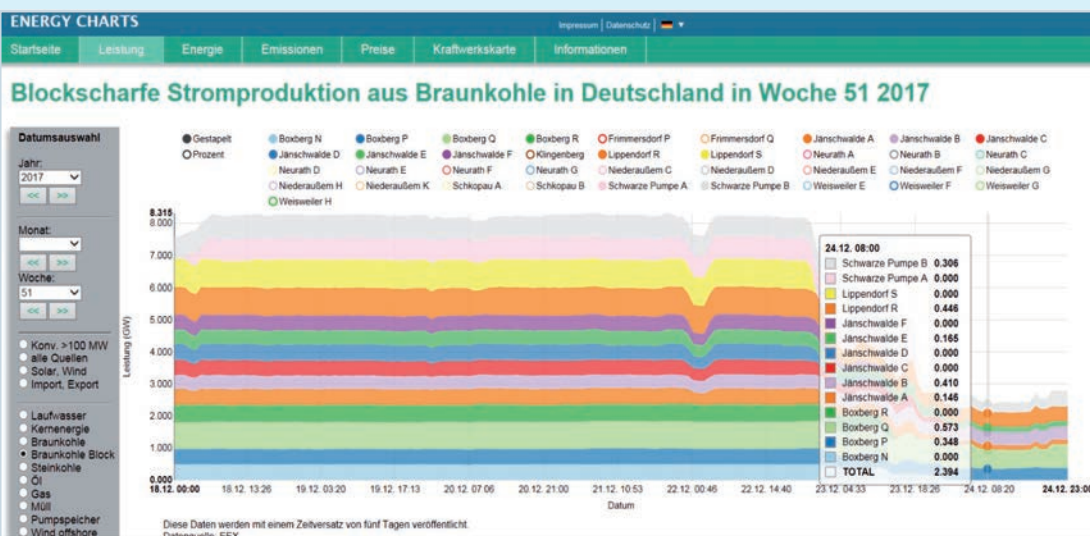 ENERGY CHARTS
Impressum | Datenschutz |
Startseite Leistung Energie Emissionen Preise Kraftwerkskarte Informationen
Blockscharfe Stromproduktion aus Braunkohle in Deutschland in Woche 51 2017
Datumsauswahl
Jahr:
2017
<< >>
Monat:
<< >>
Woche:
51
<< >>
Konv. >100 MW
alle Quellen
Solar, Wind
Import, Export
Laufwasser
Kernenergie
Braunkohle
Braunkohle Block
Steinkohle
Öl
Gas
Müll
Pumpspeicher
Wind offshore
Gestapelt Boxberg N Boxberg P Boxberg Q Boxberg R Frimmersdorf P Frimmersdorf Q Jänschwalde A Jänschwalde B Jänschwalde C
Prozent Jänschwalde D Jänschwalde E Jänschwalde F Klingenberg Lippendorf R Lippendorf S Neurath A Neurath B Neurath C
Neurath D Neurath E Neurath F Neurath G Niederaußem C Niederaußem D Niederaußem E Niederaußem F Niederaußem G
Niederaußem H Niederaußem K Schkopau A Schkopau B Schwarze Pumpe A Schwarze Pumpe B Weisweiler E Weisweiler F Weisweiler G
Weisweiler H
Leistung (GW)
8.315
8.000
7.000
6.000
5.000
4.000
3.000
2.000
1.000
0.000
24.12. 08:00
Schwarze Pumpe B 0.306
Schwarze Pumpe A 0.000
Lippendorf S 0.000
Lippendorf R 0.446
Jänschwalde F 0.000
Jänschwalde E 0.165
Jänschwalde D 0.000
Jänschwalde C 0.000
Jänschwalde B 0.410
Jänschwalde A 0.146
Boxberg R 0.000
Boxberg Q 0.573
Boxberg P 0.348
Boxberg N 0.000
TOTAL 2.394
18.12. 00:00 18.12. 13:26 19.12. 03:20 19.12. 17:13 20.12. 07:06 20.12. 21:00 21.12. 10:53 22.12. 00:46 22.12. 14:40 23.12. 04:33 23.12. 18:26 24.12. 08:20 24.12. 23:00
Datum
Diese Daten werden mit einem Zeitversatz von fünf Tagen veröffentlicht.
Datenquelle: EEX